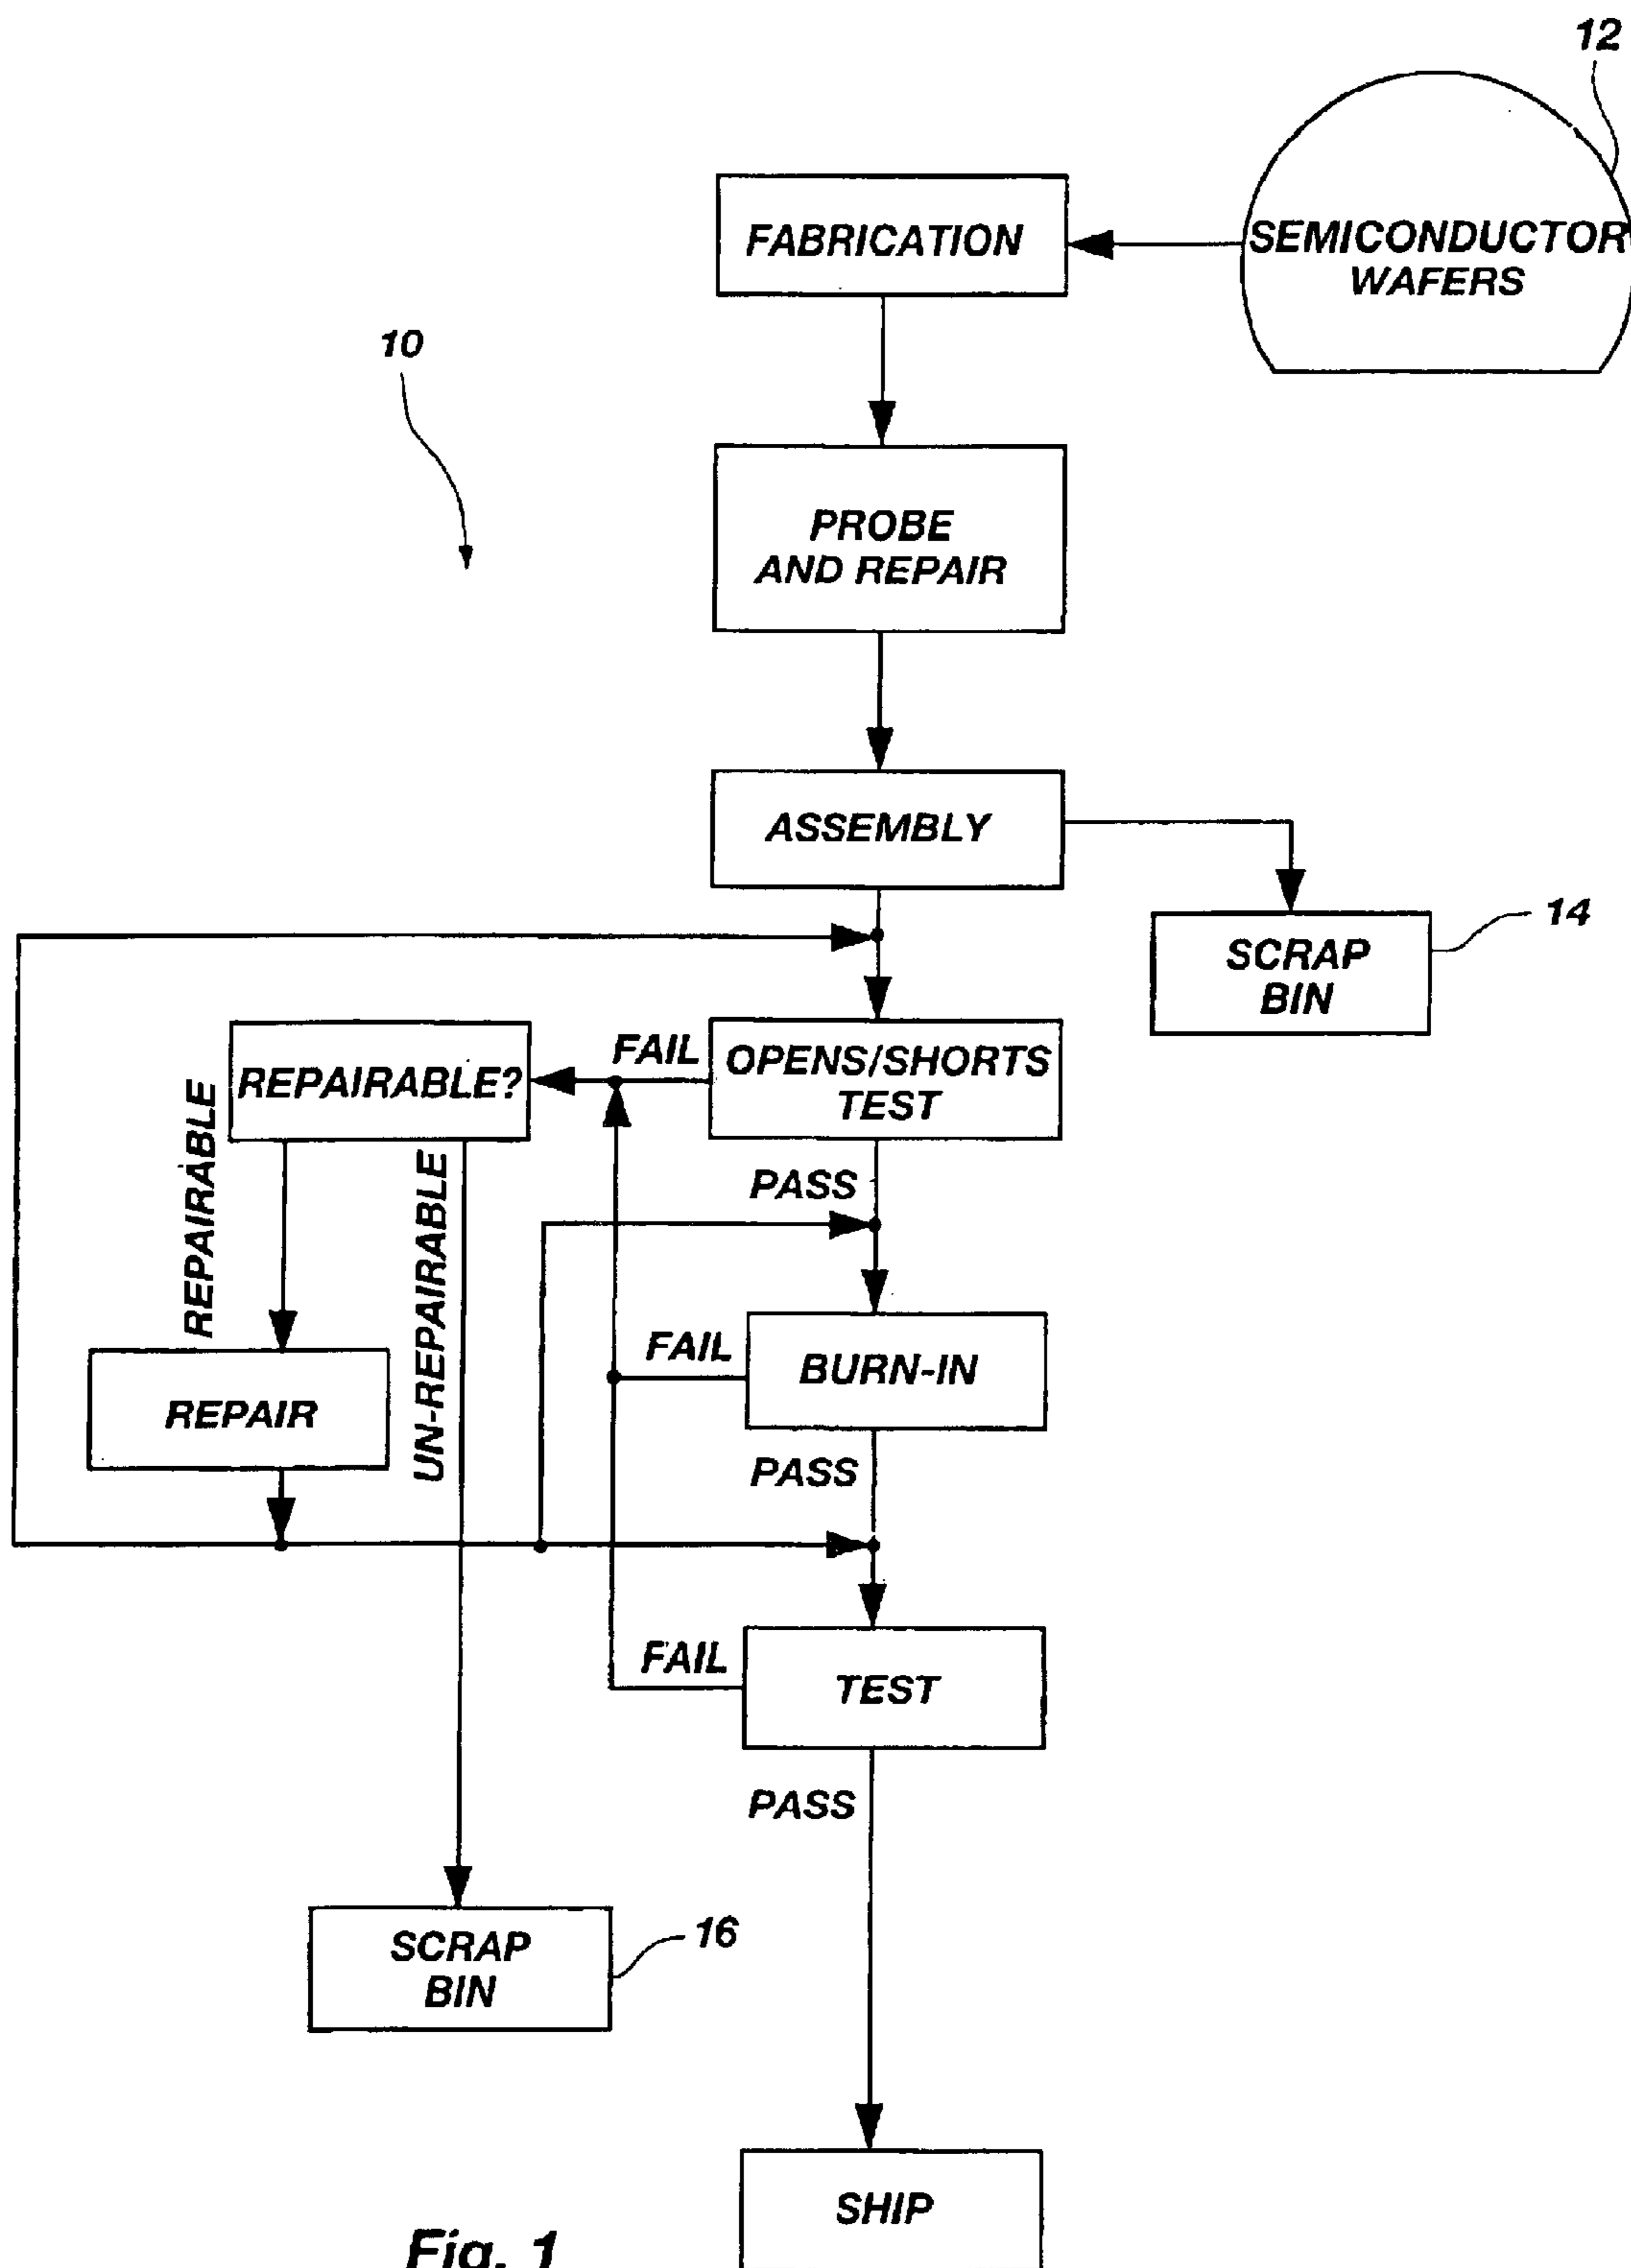 12
SEMICONDUCTOR
WAFERS
FABRICATION
10
PROBE
AND REPAIR
ASSEMBLY
14
SCRAP
BIN
REPAIRABLE?
FAIL
OPENS/SHORTS
TEST
REPAIRABLE
UN-REPAIRABLE
PASS
REPAIR
FAIL
BURN-IN
PASS
FAIL
TEST
PASS
SCRAP
BIN
16
SHIP
Fig. 1